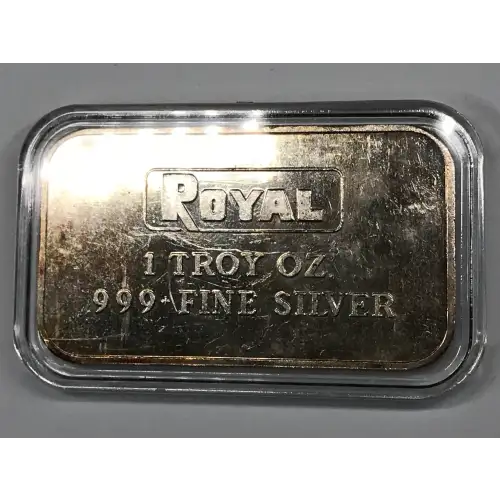 ROYAL
1 TROY OZ.
.999+ FINE SILVER